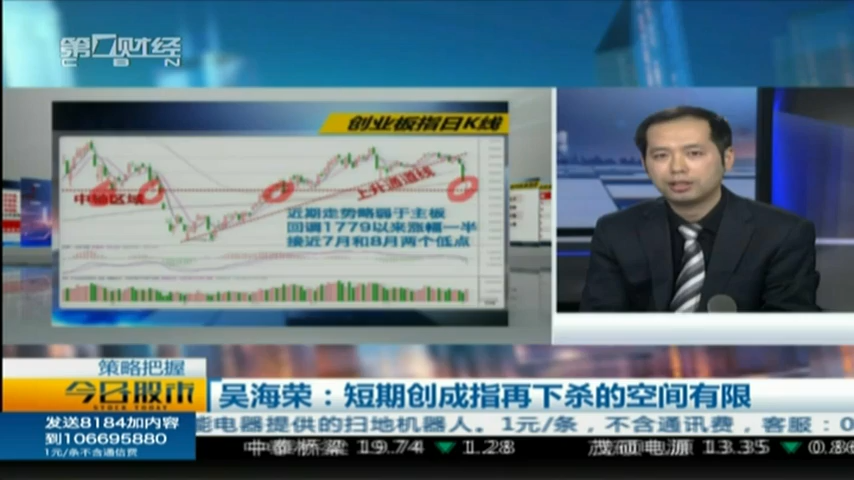 第一财经
CBN
创业板指日K线
上升通道线
中轴区域
近期走势略弱于主板
回调1779以来涨幅一半
接近7月和8月两个低点
策略把握
今日股市
STOCK TODAY
吴海荣：短期创成指再下杀的空间有限
发送8184加内容
到106695880
1元/条不含通信费
能电器提供的扫地机器人。1元/条，不含通讯费，客服：0
中泰桥梁 19.74 ▼ 1.28 茂硕电源 13.35 ▼ 0.86